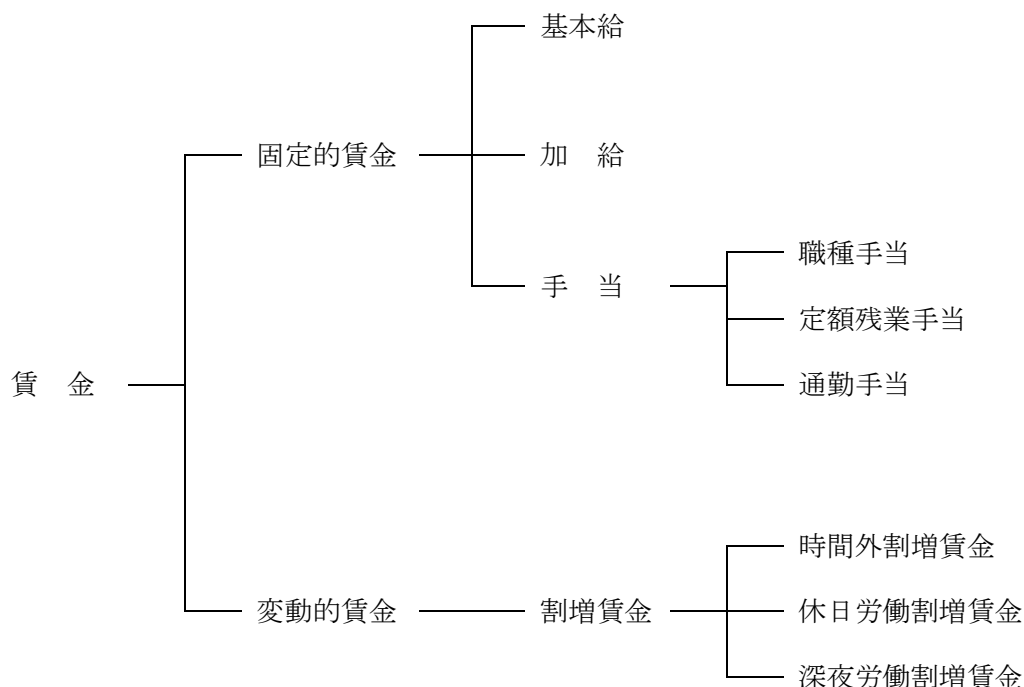 基本給
固定的賃金
加　給
職種手当
手　当
定額残業手当
賃　金
通勤手当
時間外割増賃金
変動的賃金
割増賃金
休日労働割増賃金
深夜労働割増賃金